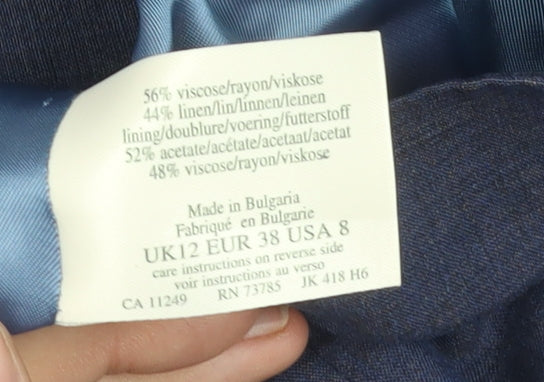 56% viscose/rayon/viskose
44% linen/lin/linnen/leinen
lining/doublure/voering/futterstoff
52% acetate/acétate/acetaat/acetat
48% viscose/rayon/viskose
Made in Bulgaria
Fabriqué en Bulgarie
UK12 EUR 38 USA 8
care instructions on reverse side
voir instructions au verso
CA 11249 RN 73785 JK 418 H6